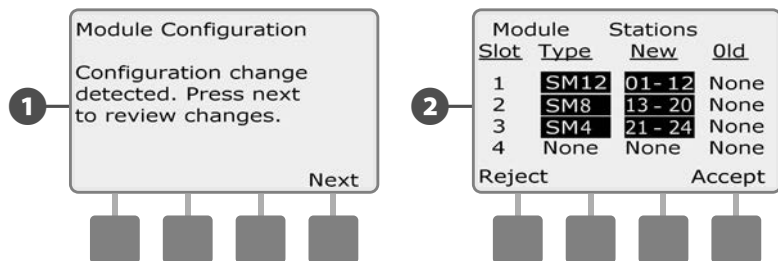 1
Module Configuration
Configuration change
detected. Press next
to review changes.
Next
2
Module Stations
Slot Type New Old
1 SM12 01-12 None
2 SM8 13-20 None
3 SM4 21-24 None
4 None None None
Reject Accept